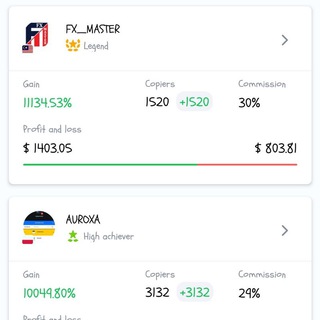 FX__MASTER
Legend
Gain Copiers Commission
11134.53% 1520 +1520 30%
Profit and loss
$ 1403.05 $ 803.81
AUROXA
High achiever
Gain Copiers Commission
10049.80% 3132 +3132 29%
Profit and loss